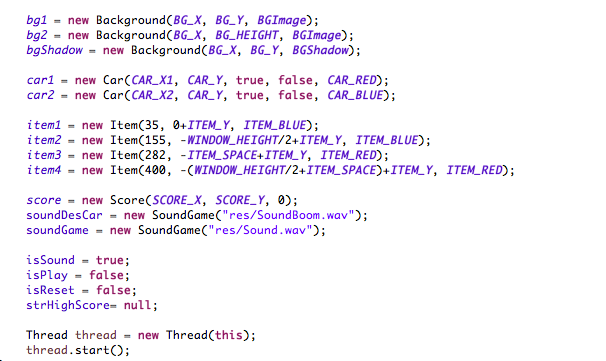 bg1 = new Background(BG_X, BG_Y, BGImage);
bg2 = new Background(BG_X, BG_HEIGHT, BGImage);
bgShadow = new Background(BG_X, BG_Y, BGShadow);
car1 = new Car(CAR_X1, CAR_Y, true, false, CAR_RED);
car2 = new Car(CAR_X2, CAR_Y, true, false, CAR_BLUE);
item1 = new Item(35, 0+ITEM_Y, ITEM_BLUE);
item2 = new Item(155, -WINDOW_HEIGHT/2+ITEM_Y, ITEM_BLUE);
item3 = new Item(282, -ITEM_SPACE+ITEM_Y, ITEM_RED);
item4 = new Item(400, -(WINDOW_HEIGHT/2+ITEM_SPACE)+ITEM_Y, ITEM_RED);
score = new Score(SCORE_X, SCORE_Y, 0);
soundDesCar = new SoundGame("res/SoundBoom.wav");
soundGame = new SoundGame("res/Sound.wav");
isSound = true;
isPlay = false;
isReset = false;
strHighScore= null;
Thread thread = new Thread(this);
thread.start();